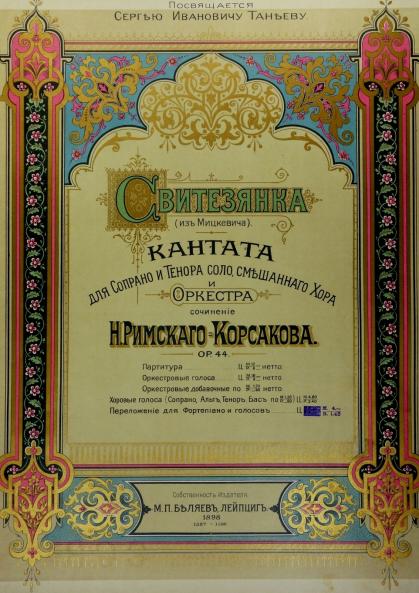 Посвящается
Сергѣю Ивановичу Танѣеву
Свитезянка
(изъ Мицкевича).
Кантата
для Сопрано и Тенора соло, смѣшаннаго Хора
и
Оркестра
сочиненіе
Н. Римскаго-Корсакова.
Op. 44.
Партитура Ц. нетто
Оркестровые голоса Ц. нетто
Оркестровые добавочные по нетто
Хоровые голоса (Сопрано, Альтъ, Теноръ, Басъ по) Ц.
Переложеніе для Фортепіано и голосовъ Ц.
Собственность Издателя
М. П. Бѣляевъ, Лейпцигъ.
1898